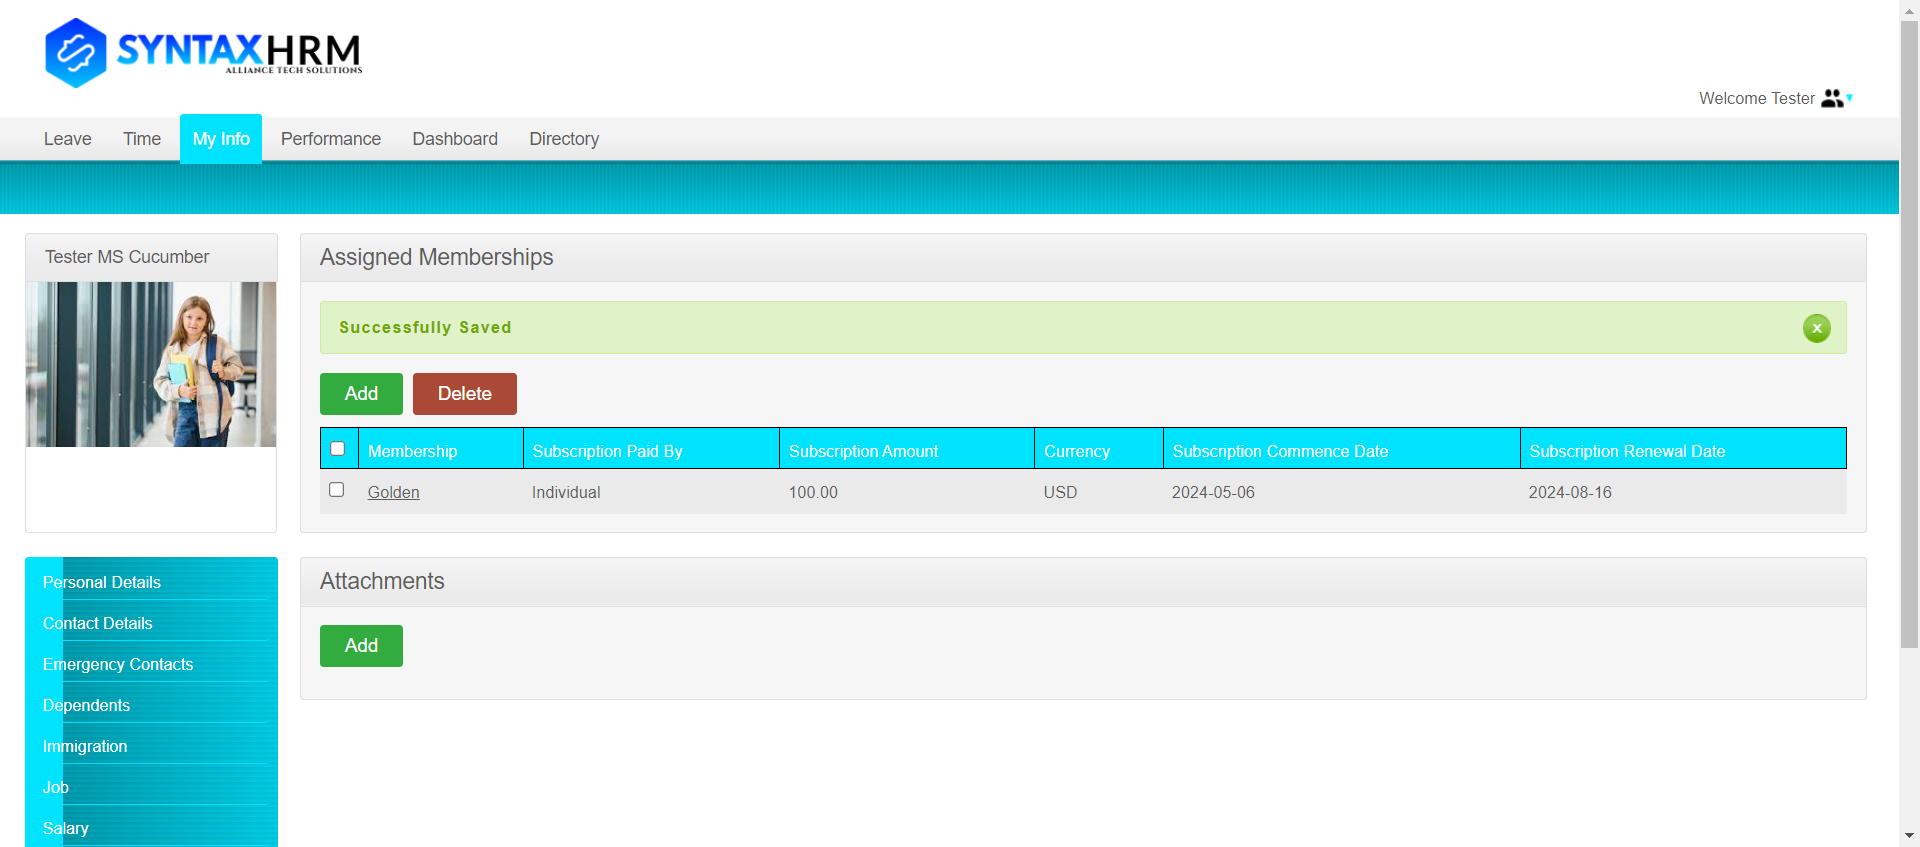 SYNTAXHRM
ALLIANCE TECH SOLUTIONS
Welcome Tester
Leave Time My Info Performance Dashboard Directory
Tester MS Cucumber
Assigned Memberships
Successfully Saved
x
Add Delete
Membership Subscription Paid By Subscription Amount Currency Subscription Commence Date Subscription Renewal Date
Golden Individual 100.00 USD 2024-05-06 2024-08-16
Personal Details
Contact Details
Emergency Contacts
Dependents
Immigration
Job
Salary
Attachments
Add